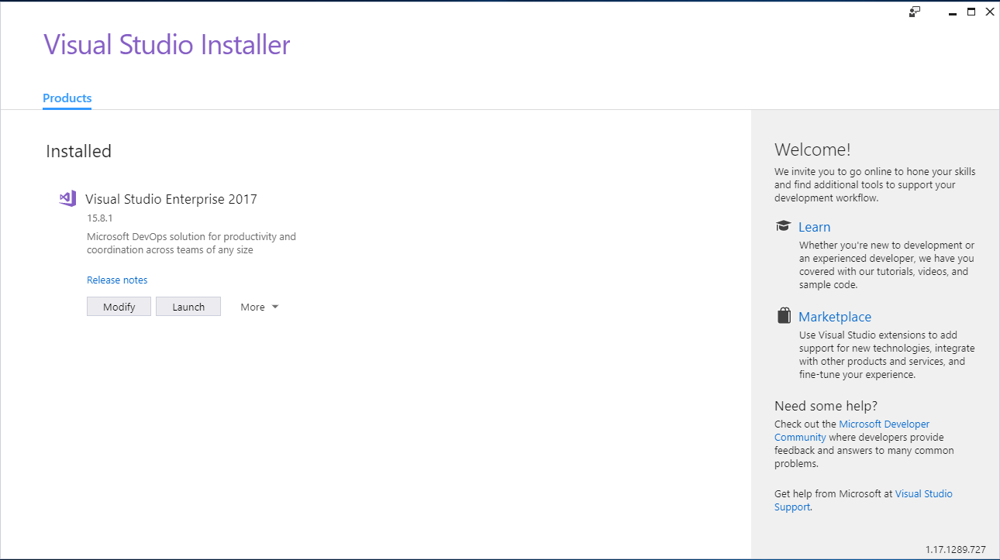 Visual Studio Installer
Products
Installed
Visual Studio Enterprise 2017
15.8.1
Microsoft DevOps solution for productivity and
coordination across teams of any size
Release notes
Modify
Launch
More
Welcome!
We invite you to go online to hone your skills
and find additional tools to support your
development workflow.
Learn
Whether you're new to development or
an experienced developer, we have you
covered with our tutorials, videos, and
sample code.
Marketplace
Use Visual Studio extensions to add
support for new technologies, integrate
with other products and services, and
fine-tune your experience.
Need some help?
Check out the Microsoft Developer
Community where developers provide
feedback and answers to many common
problems.
Get help from Microsoft at Visual Studio
Support.
1.17.1289.727